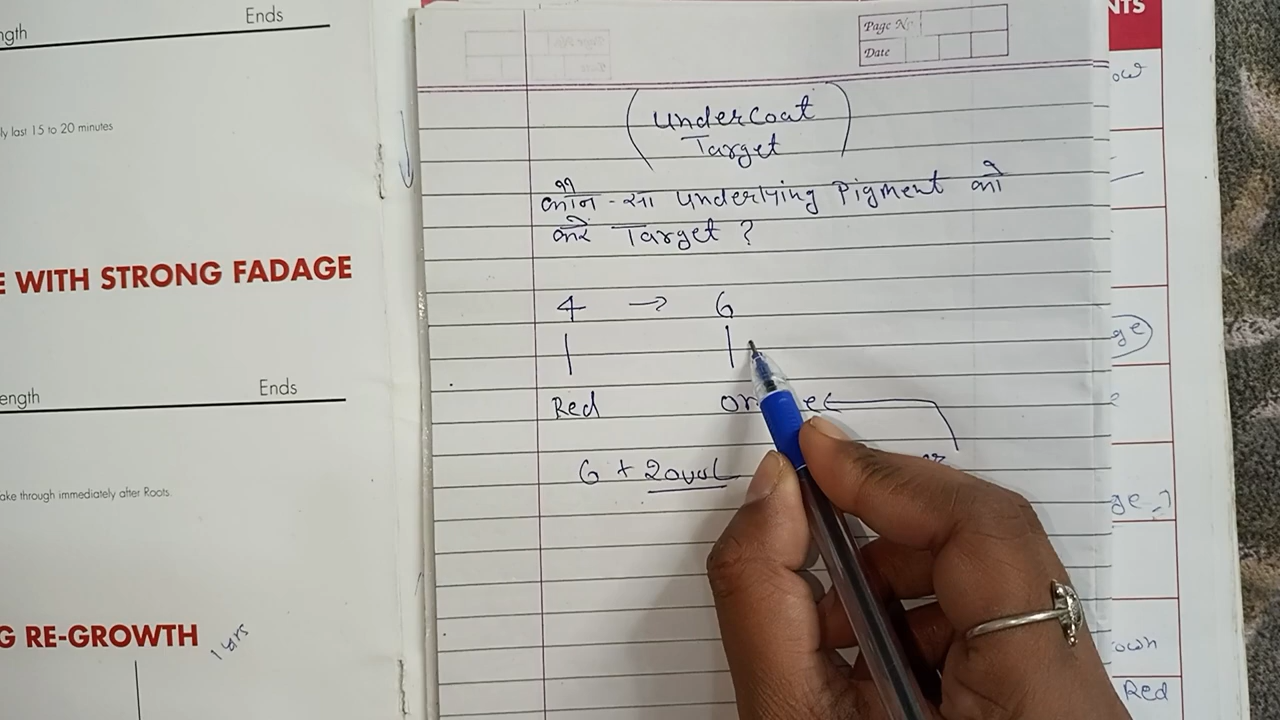 ngth
Ends
ly last 15 to 20 minutes
E WITH STRONG FADAGE
ength
Ends
ake through immediately after Roots.
G RE-GROWTH
Page No.
Date
(undercoat
Target)
कौन-सा underlying Pigment को
करें Target ?
4 → 6
Red
6 + 20vol
NTS
ow
ge
e
ge
own
Red